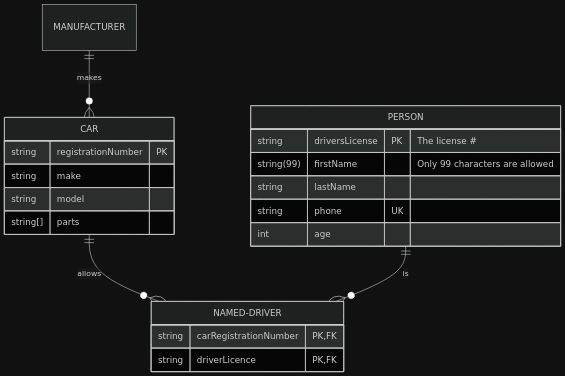 MANUFACTURER
makes
CAR
string registrationNumber PK
string make
string model
string[] parts
PERSON
string driversLicense PK The license #
string(99) firstName Only 99 characters are allowed
string lastName
string phone UK
int age
allows
is
NAMED-DRIVER
string carRegistrationNumber PK,FK
string driverLicence PK,FK